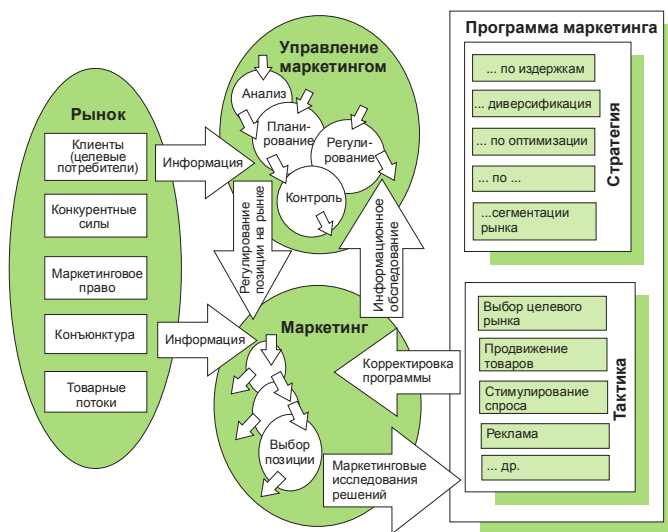 Рынок
Клиенты
(целевые
потребители)
Конкурентные
силы
Маркетинговое
право
Конъюнктура
Товарные
потоки
Информация
Информация
Управление
маркетингом
Анализ
Планирование
Регули-
рование
Контроль
Регулирование
позиции на рынке
Информационное
обследование
Маркетинг
Выбор
позиции
Корректировка
программы
Маркетинговые
исследования
решений
Программа маркетинга
... по издержкам
... диверсификация
... по оптимизации
... по ...
...сегментации
рынка
Стратегия
Выбор целевого
рынка
Продвижение
товаров
Стимулирование
спроса
Реклама
... др.
Тактика